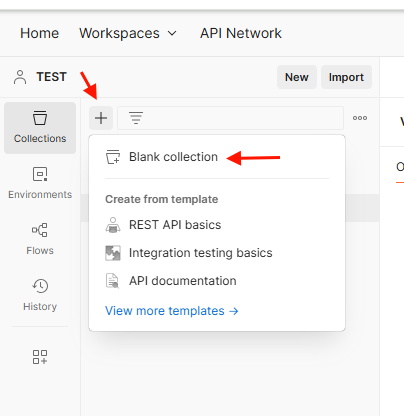 Home Workspaces API Network
TEST New Import
Collections
Blank collection
Environments
Create from template
REST API basics
Flows
Integration testing basics
History
API documentation
View more templates →